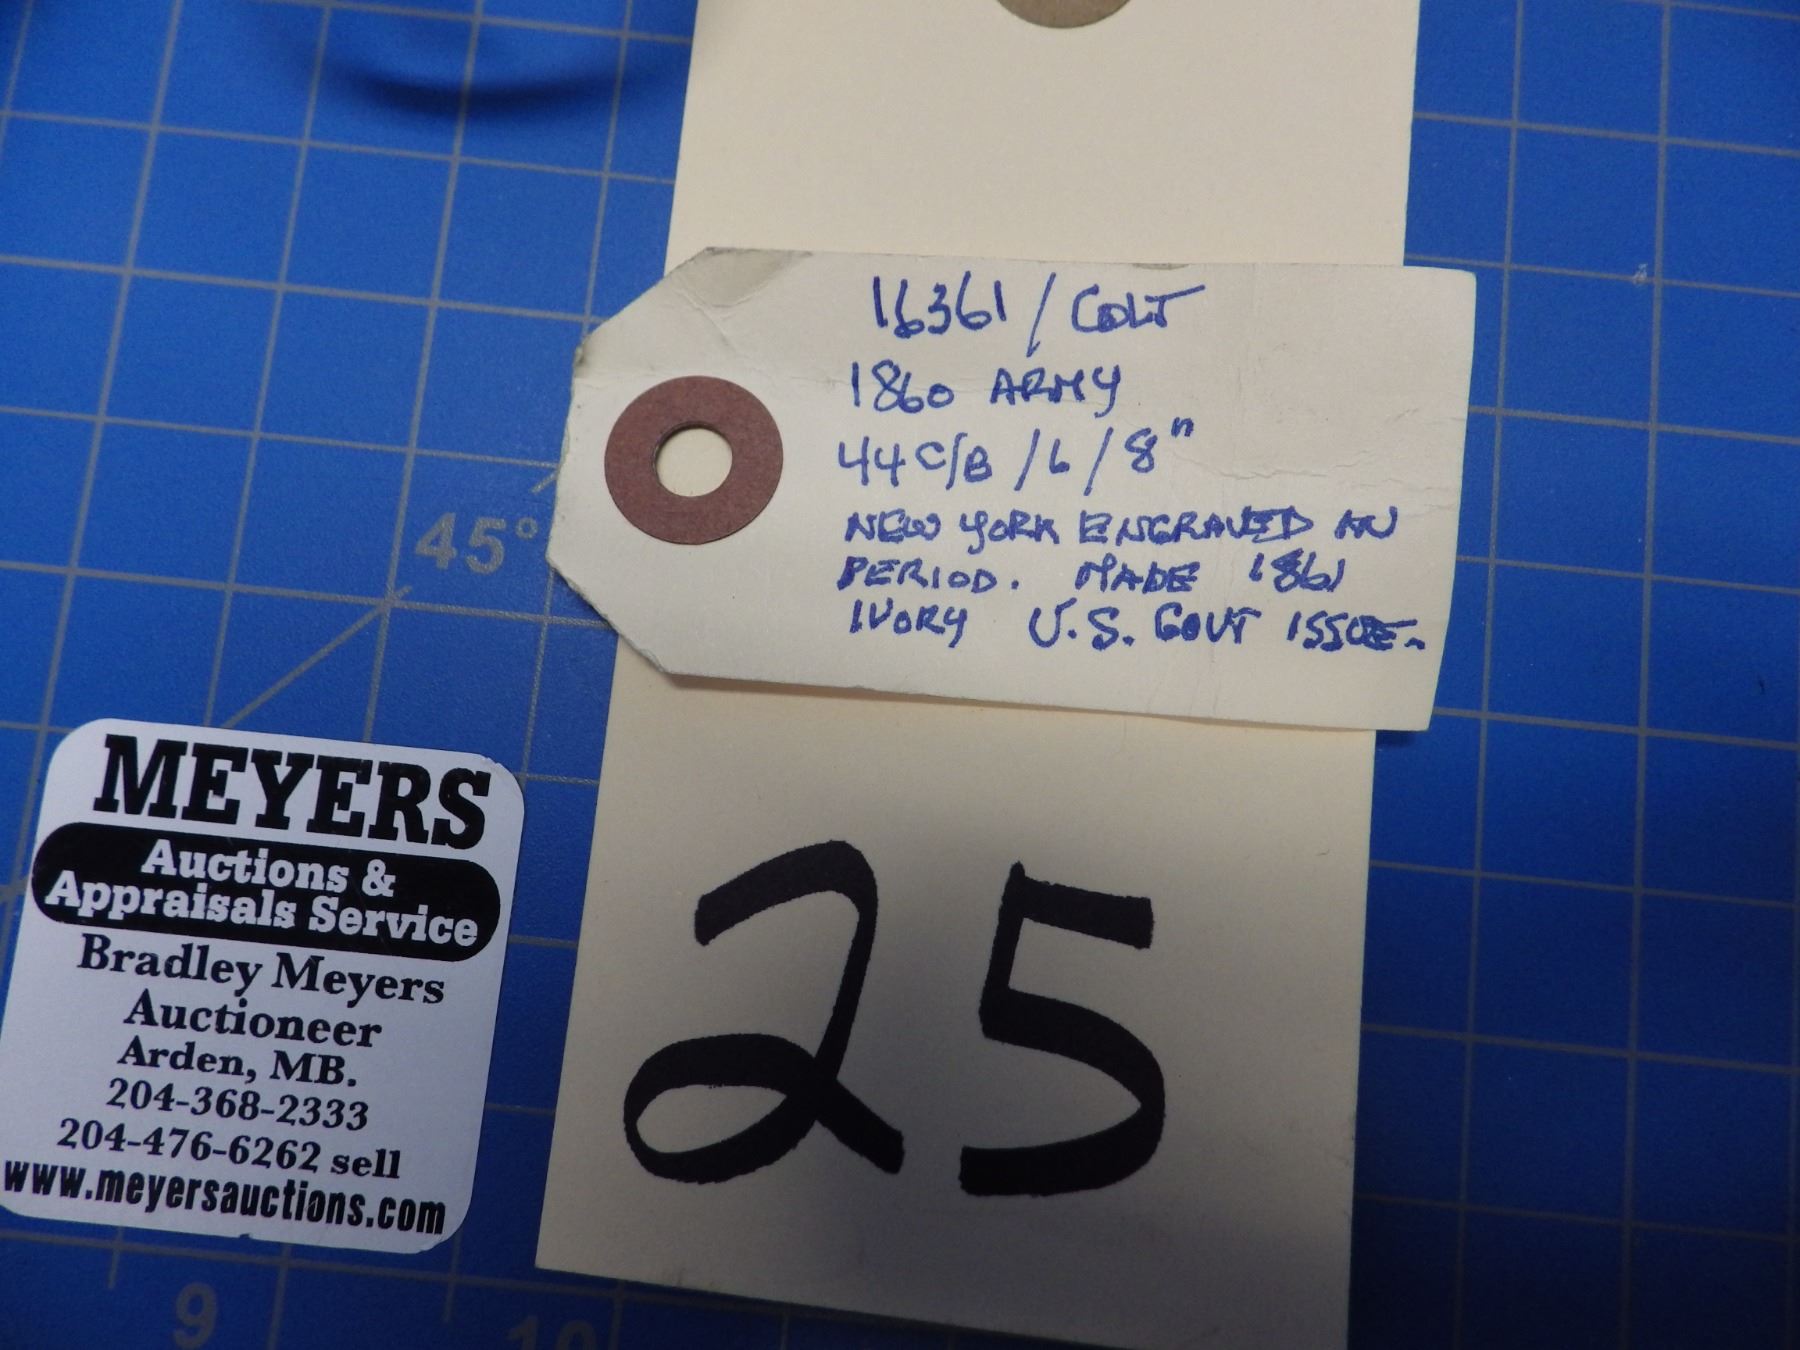 16361 / COLT
1860 ARMY
44 C/B / 6 / 8"
NEW YORK ENGRAVED IN
PERIOD. MADE 1861
IVORY U.S. GOVT ISSUE.
45°
25
MEYERS
Auctions &
Appraisals Service
Bradley Meyers
Auctioneer
Arden, MB.
204-368-2333
204-476-6262 sell
www.meyersauctions.com
9
10